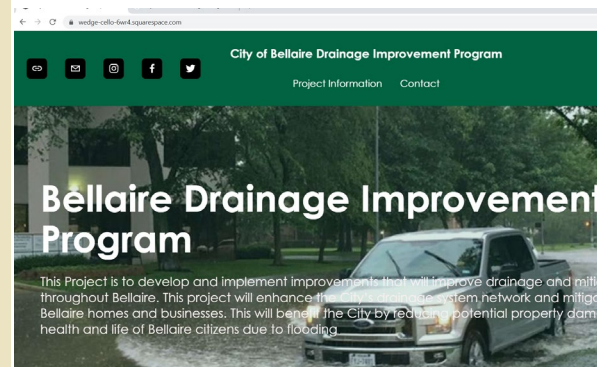 wedge-cello-6wr4.squarespace.com
City of Bellaire Drainage Improvement Program
Project Information Contact
Bellaire Drainage Improvement
Program
This Project is to develop and implement improvements that will improve drainage and miti
throughout Bellaire. This project will enhance the City's drainage system network and mitiga
Bellaire homes and businesses. This will benefit the City by reducing potential property dam
health and life of Bellaire citizens due to flooding